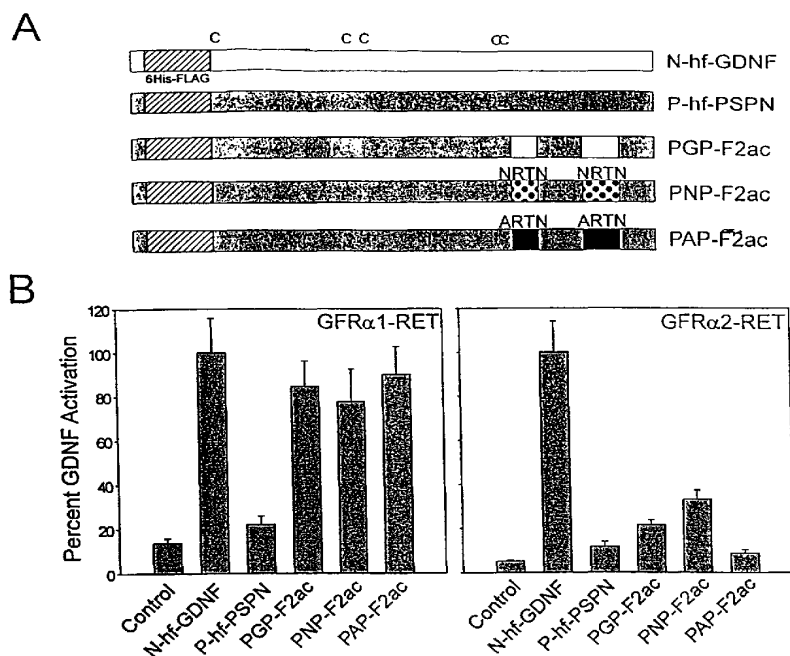 A
C C C CC
N-hf-GDNF
6His-FLAG
P-hf-PSPN
PGP-F2ac
NRTN NRTN
PNP-F2ac
ARTN ARTN
PAP-F2ac
B
GFRα1-RET
GFRα2-RET
Percent GDNF Activation
120
100
80
60
40
20
0
Control
N-hf-GDNF
P-hf-PSPN
PGP-F2ac
PNP-F2ac
PAP-F2ac
Control
N-hf-GDNF
P-hf-PSPN
PGP-F2ac
PNP-F2ac
PAP-F2ac